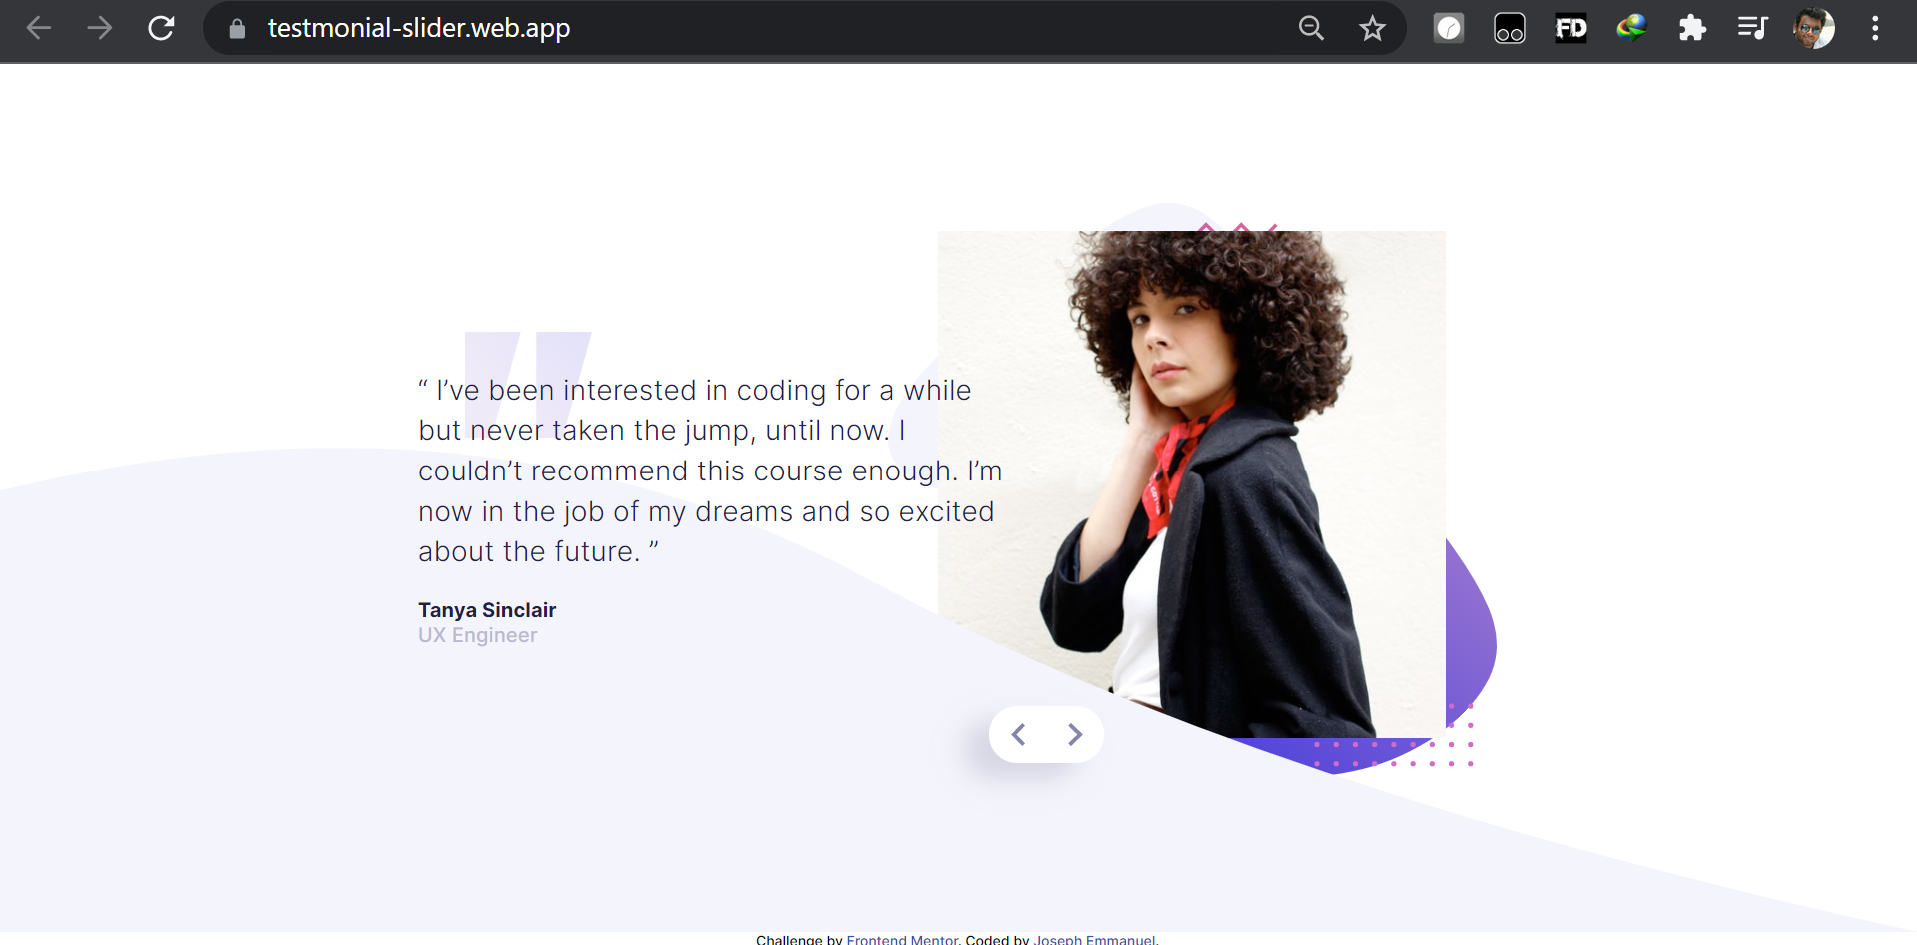 testmonial-slider.web.app
FD
“ I’ve been interested in coding for a while
but never taken the jump, until now. I
couldn’t recommend this course enough. I’m
now in the job of my dreams and so excited
about the future. ”
Tanya Sinclair
UX Engineer
Challenge by Frontend Mentor. Coded by Joseph Emmanuel.